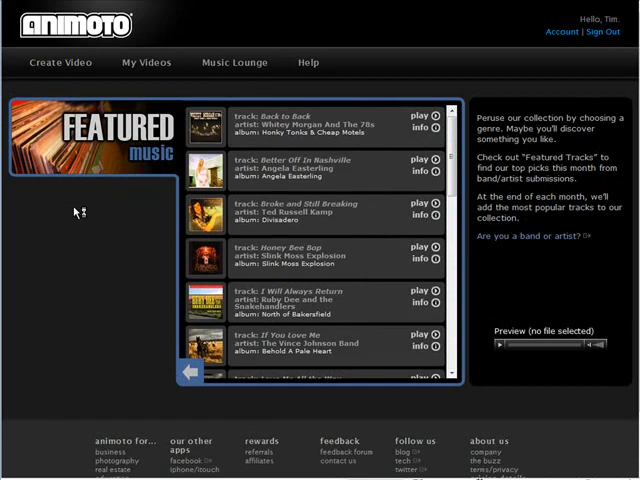 animoto
Hello, Tim.
Account | Sign Out
Create Video
My Videos
Music Lounge
Help
FEATURED
music
track: Back to Back
artist: Whitey Morgan And The 78s
album: Honky Tonks & Cheap Motels
play
info
track: Better Off In Nashville
artist: Angela Easterling
album: Angela Easterling
play
info
track: Broke and Still Breaking
artist: Ted Russell Kamp
album: Divisadero
play
info
track: Honey Bee Bop
artist: Slink Moss Explosion
album: Slink Moss Explosion
play
info
track: I Will Always Return
artist: Ruby Dee and the
Snakehandlers
album: North of Bakersfield
play
info
track: If You Love Me
artist: The Vince Johnson Band
album: Behold A Pale Heart
play
info
track: Love Me All the Way
play
Peruse our collection by choosing a
genre. Maybe you'll discover
something you like.
Check out "Featured Tracks" to
find our top picks this month from
band/artist submissions.
At the end of each month, we'll
add the most popular tracks to our
collection.
Are you a band or artist?
Preview (no file selected)
animoto for...
business
photography
real estate
education
our other
apps
facebook
iphone/itouch
rewards
referrals
affiliates
feedback
feedback forum
contact us
follow us
blog
tech
twitter
about us
company
the buzz
terms/privacy